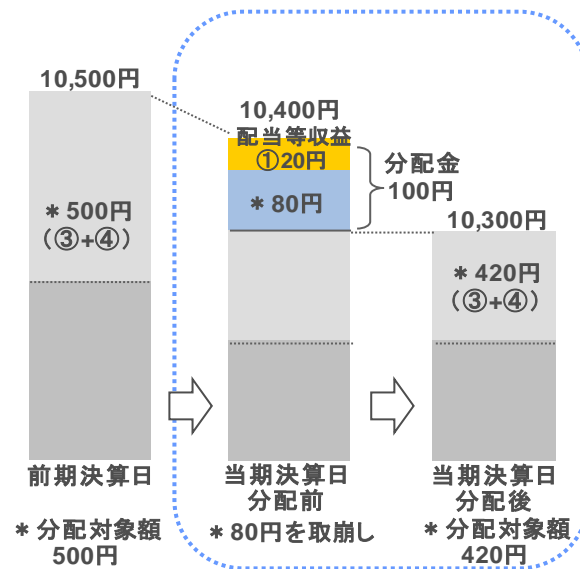 10,500円
＊500円
（③+④）
前期決算日
＊分配対象額
500円
10,400円
配当等収益
①20円
＊80円
分配金
100円
当期決算日
分配前
＊80円を取崩し
10,300円
＊420円
（③+④）
当期決算日
分配後
＊分配対象額
420円